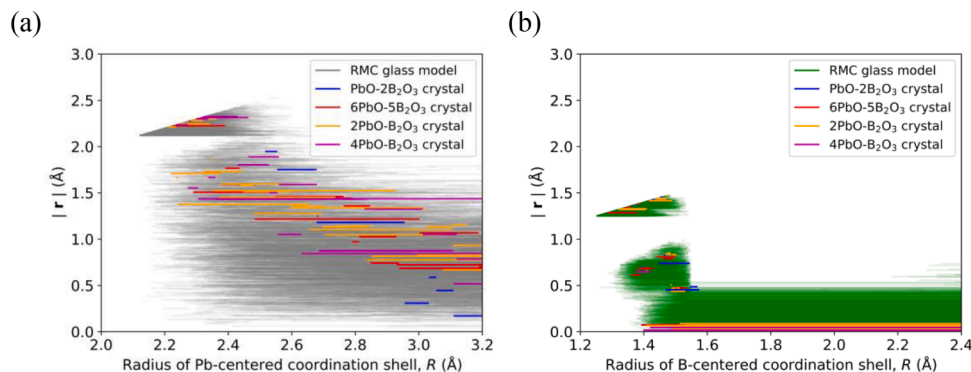 (a)
(b)
3.0
2.5
2.0
1.5
1.0
0.5
0.0
| r | (Å)
RMC glass model
PbO-2B₂O₃ crystal
6PbO-5B₂O₃ crystal
2PbO-B₂O₃ crystal
4PbO-B₂O₃ crystal
2.0 2.2 2.4 2.6 2.8 3.0 3.2
Radius of Pb-centered coordination shell, R (Å)
3.0
2.5
2.0
1.5
1.0
0.5
0.0
| r | (Å)
RMC glass model
PbO-2B₂O₃ crystal
6PbO-5B₂O₃ crystal
2PbO-B₂O₃ crystal
4PbO-B₂O₃ crystal
1.2 1.4 1.6 1.8 2.0 2.2 2.4
Radius of B-centered coordination shell, R (Å)